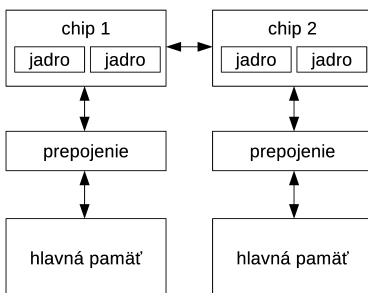 chip 1
jadro jadro
chip 2
jadro jadro
prepojenie
prepojenie
hlavná pamäť
hlavná pamäť